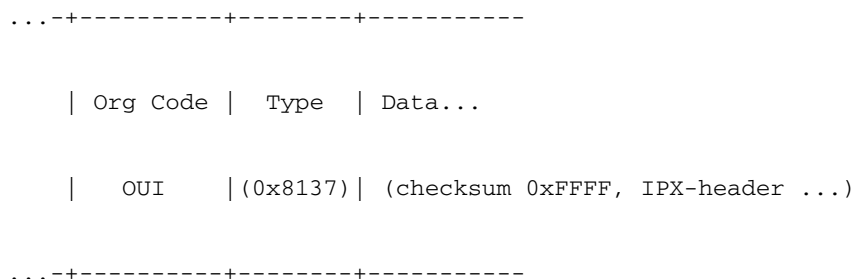 ...-+----------+--------+-----------
| Org Code |  Type  | Data...
|   OUI    |(0x8137)| (checksum 0xFFFF, IPX-header ...)
...-+----------+--------+-----------